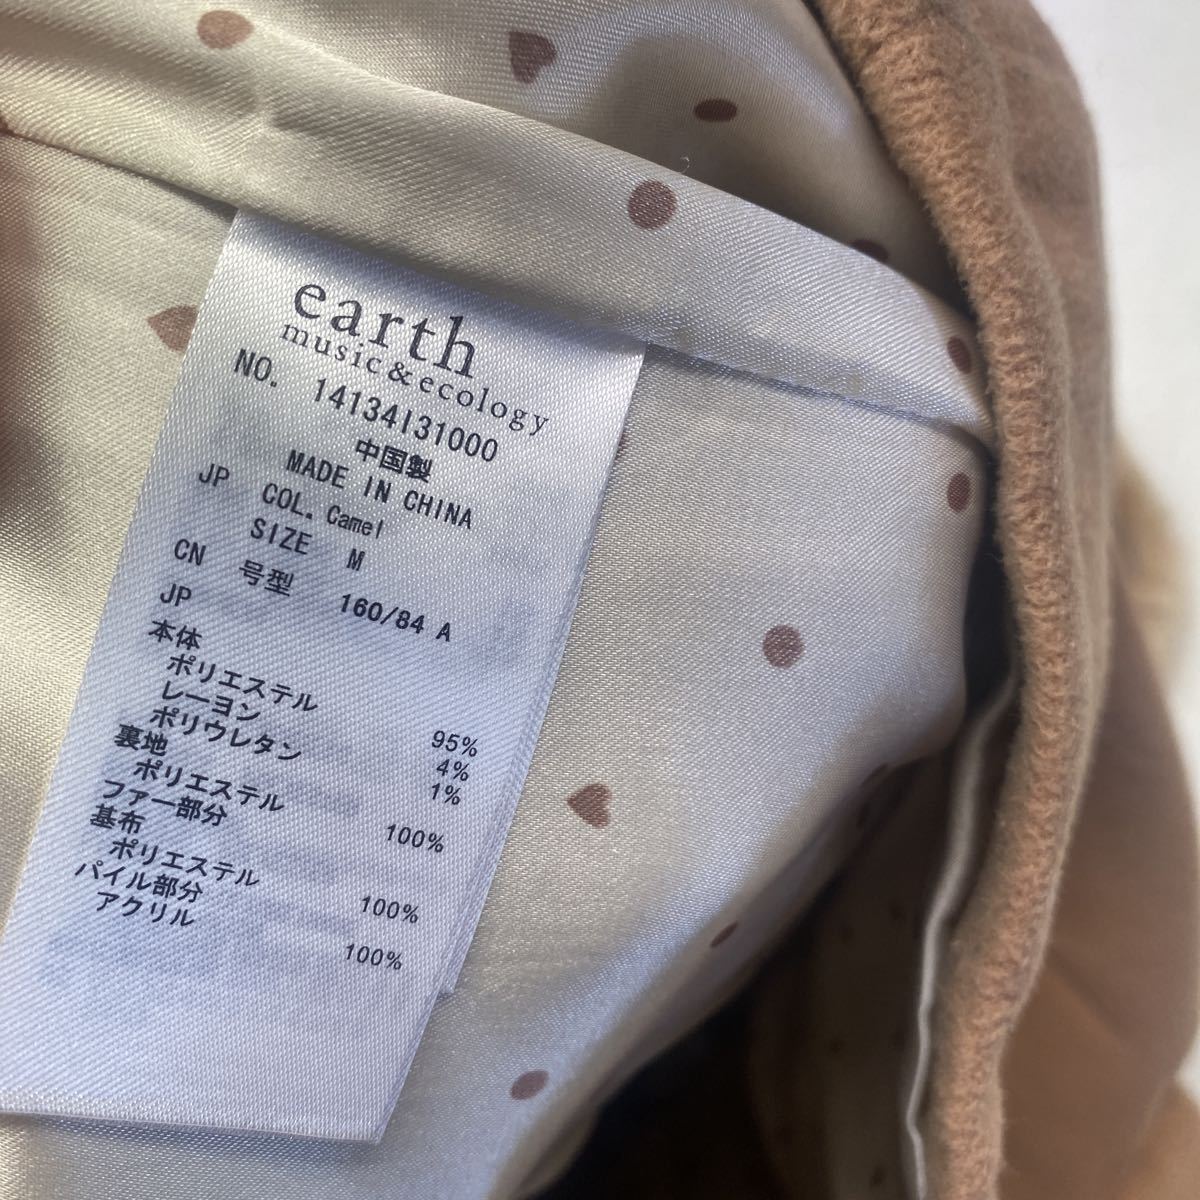 earth
music&ecology
NO. 14134131000
中国製
MADE IN CHINA
JP COL. Camel
SIZE M
CN 号型 160/84 A
JP
本体
ポリエステル 95%
レーヨン 4%
ポリウレタン 1%
裏地
ポリエステル 100%
ファー部分
基布
ポリエステル 100%
パイル部分
アクリル 100%